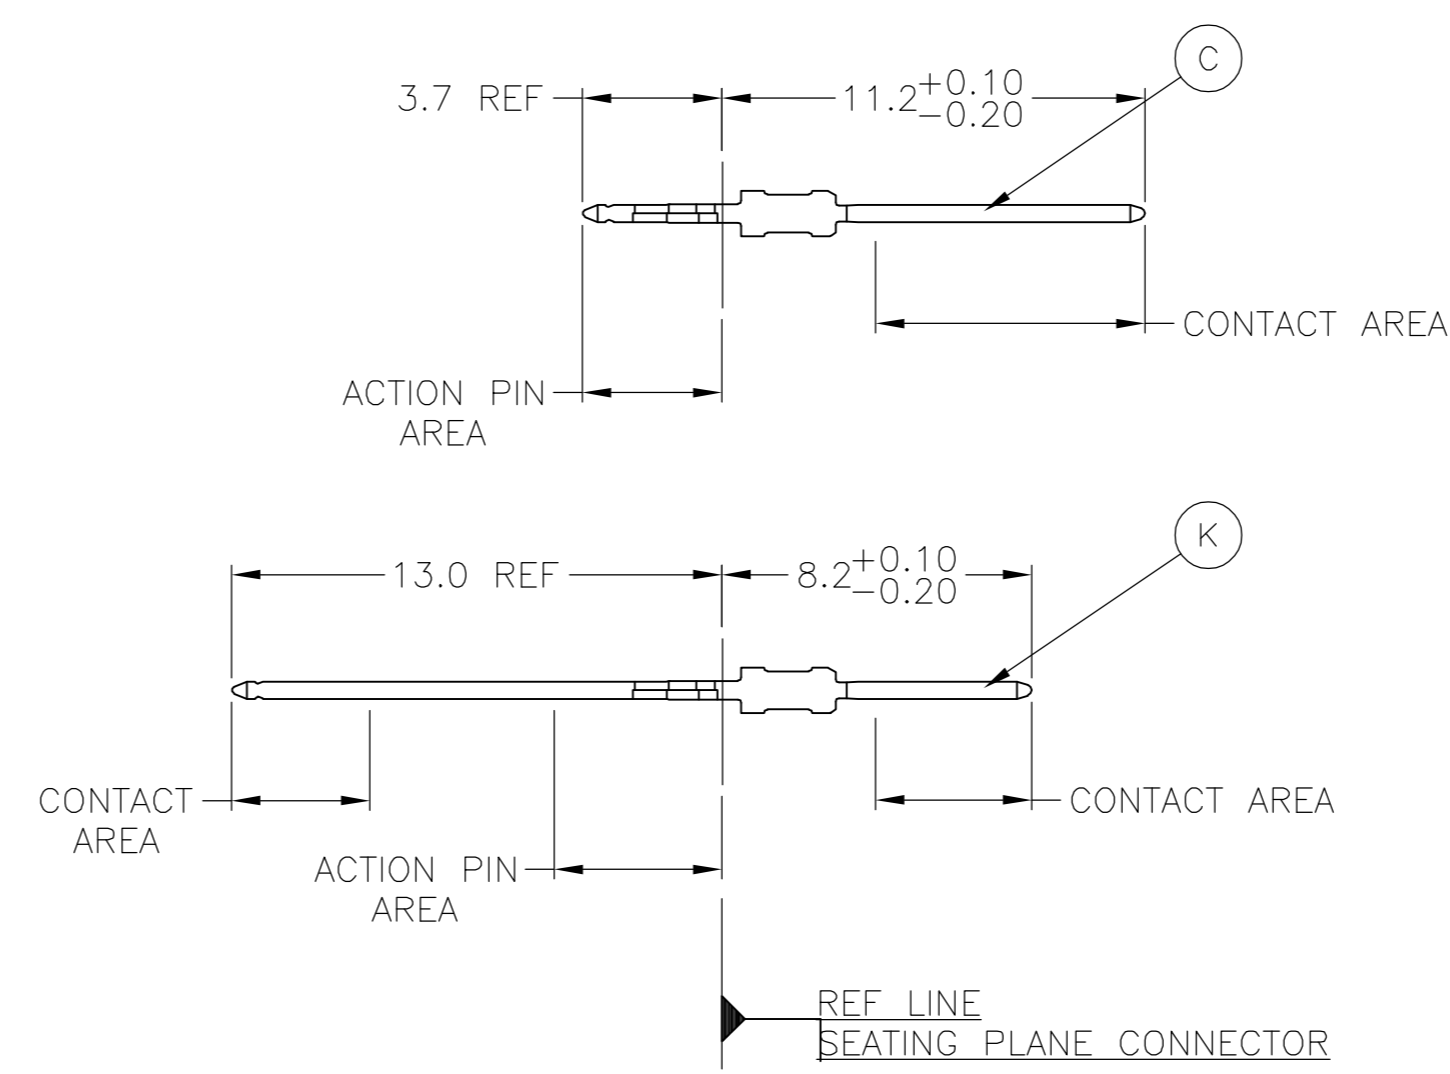 C
3.7 REF
11.2 +0.10
-0.20
CONTACT AREA
ACTION PIN
AREA
K
13.0 REF
8.2 +0.10
-0.20
CONTACT
AREA
CONTACT AREA
ACTION PIN
AREA
REF LINE
SEATING PLANE CONNECTOR